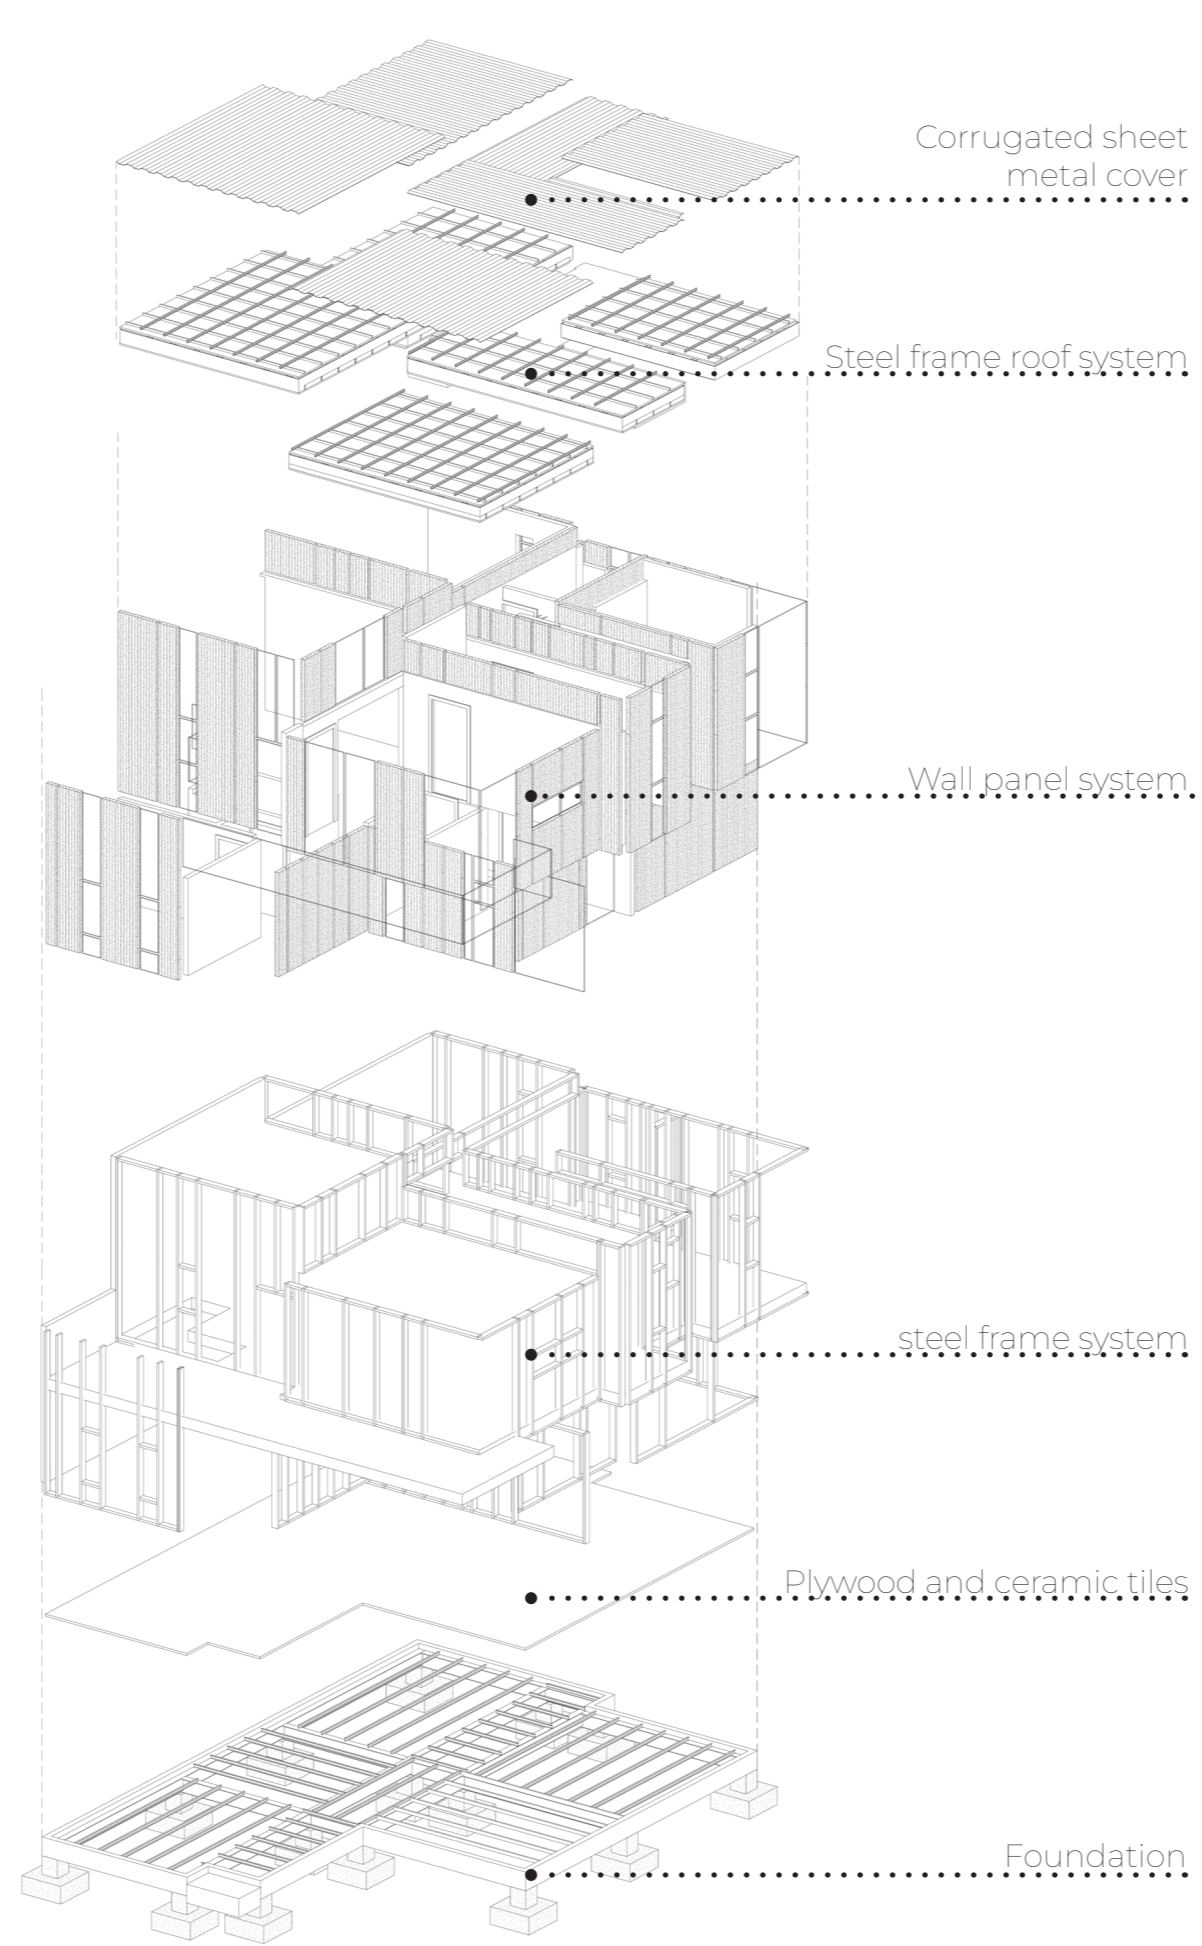 Corrugated sheet
metal cover
Steel frame roof system
Wall panel system
steel frame system
Plywood and ceramic tiles
Foundation